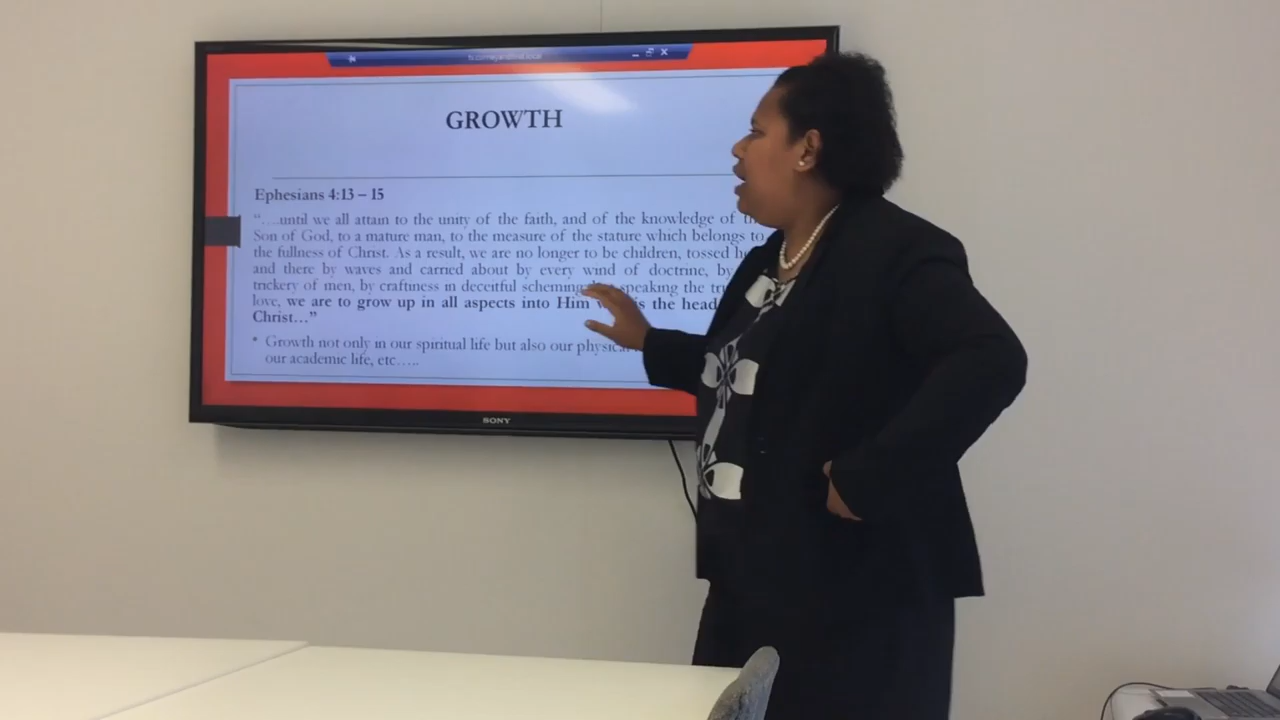 GROWTH
Ephesians 4:13 – 15
“….until we all attain to the unity of the faith, and of the knowledge of
Son of God, to a mature man, to the measure of the stature which belongs to
the fullness of Christ. As a result, we are no longer to be children, tossed
and there by waves and carried about by every wind of doctrine, by
trickery of men, by craftiness in deceitful scheming speaking the
love, we are to grow up in all aspects into Him is the head
Christ…”
* Growth not only in our spiritual life but also our
our academic life, etc…..
SONY